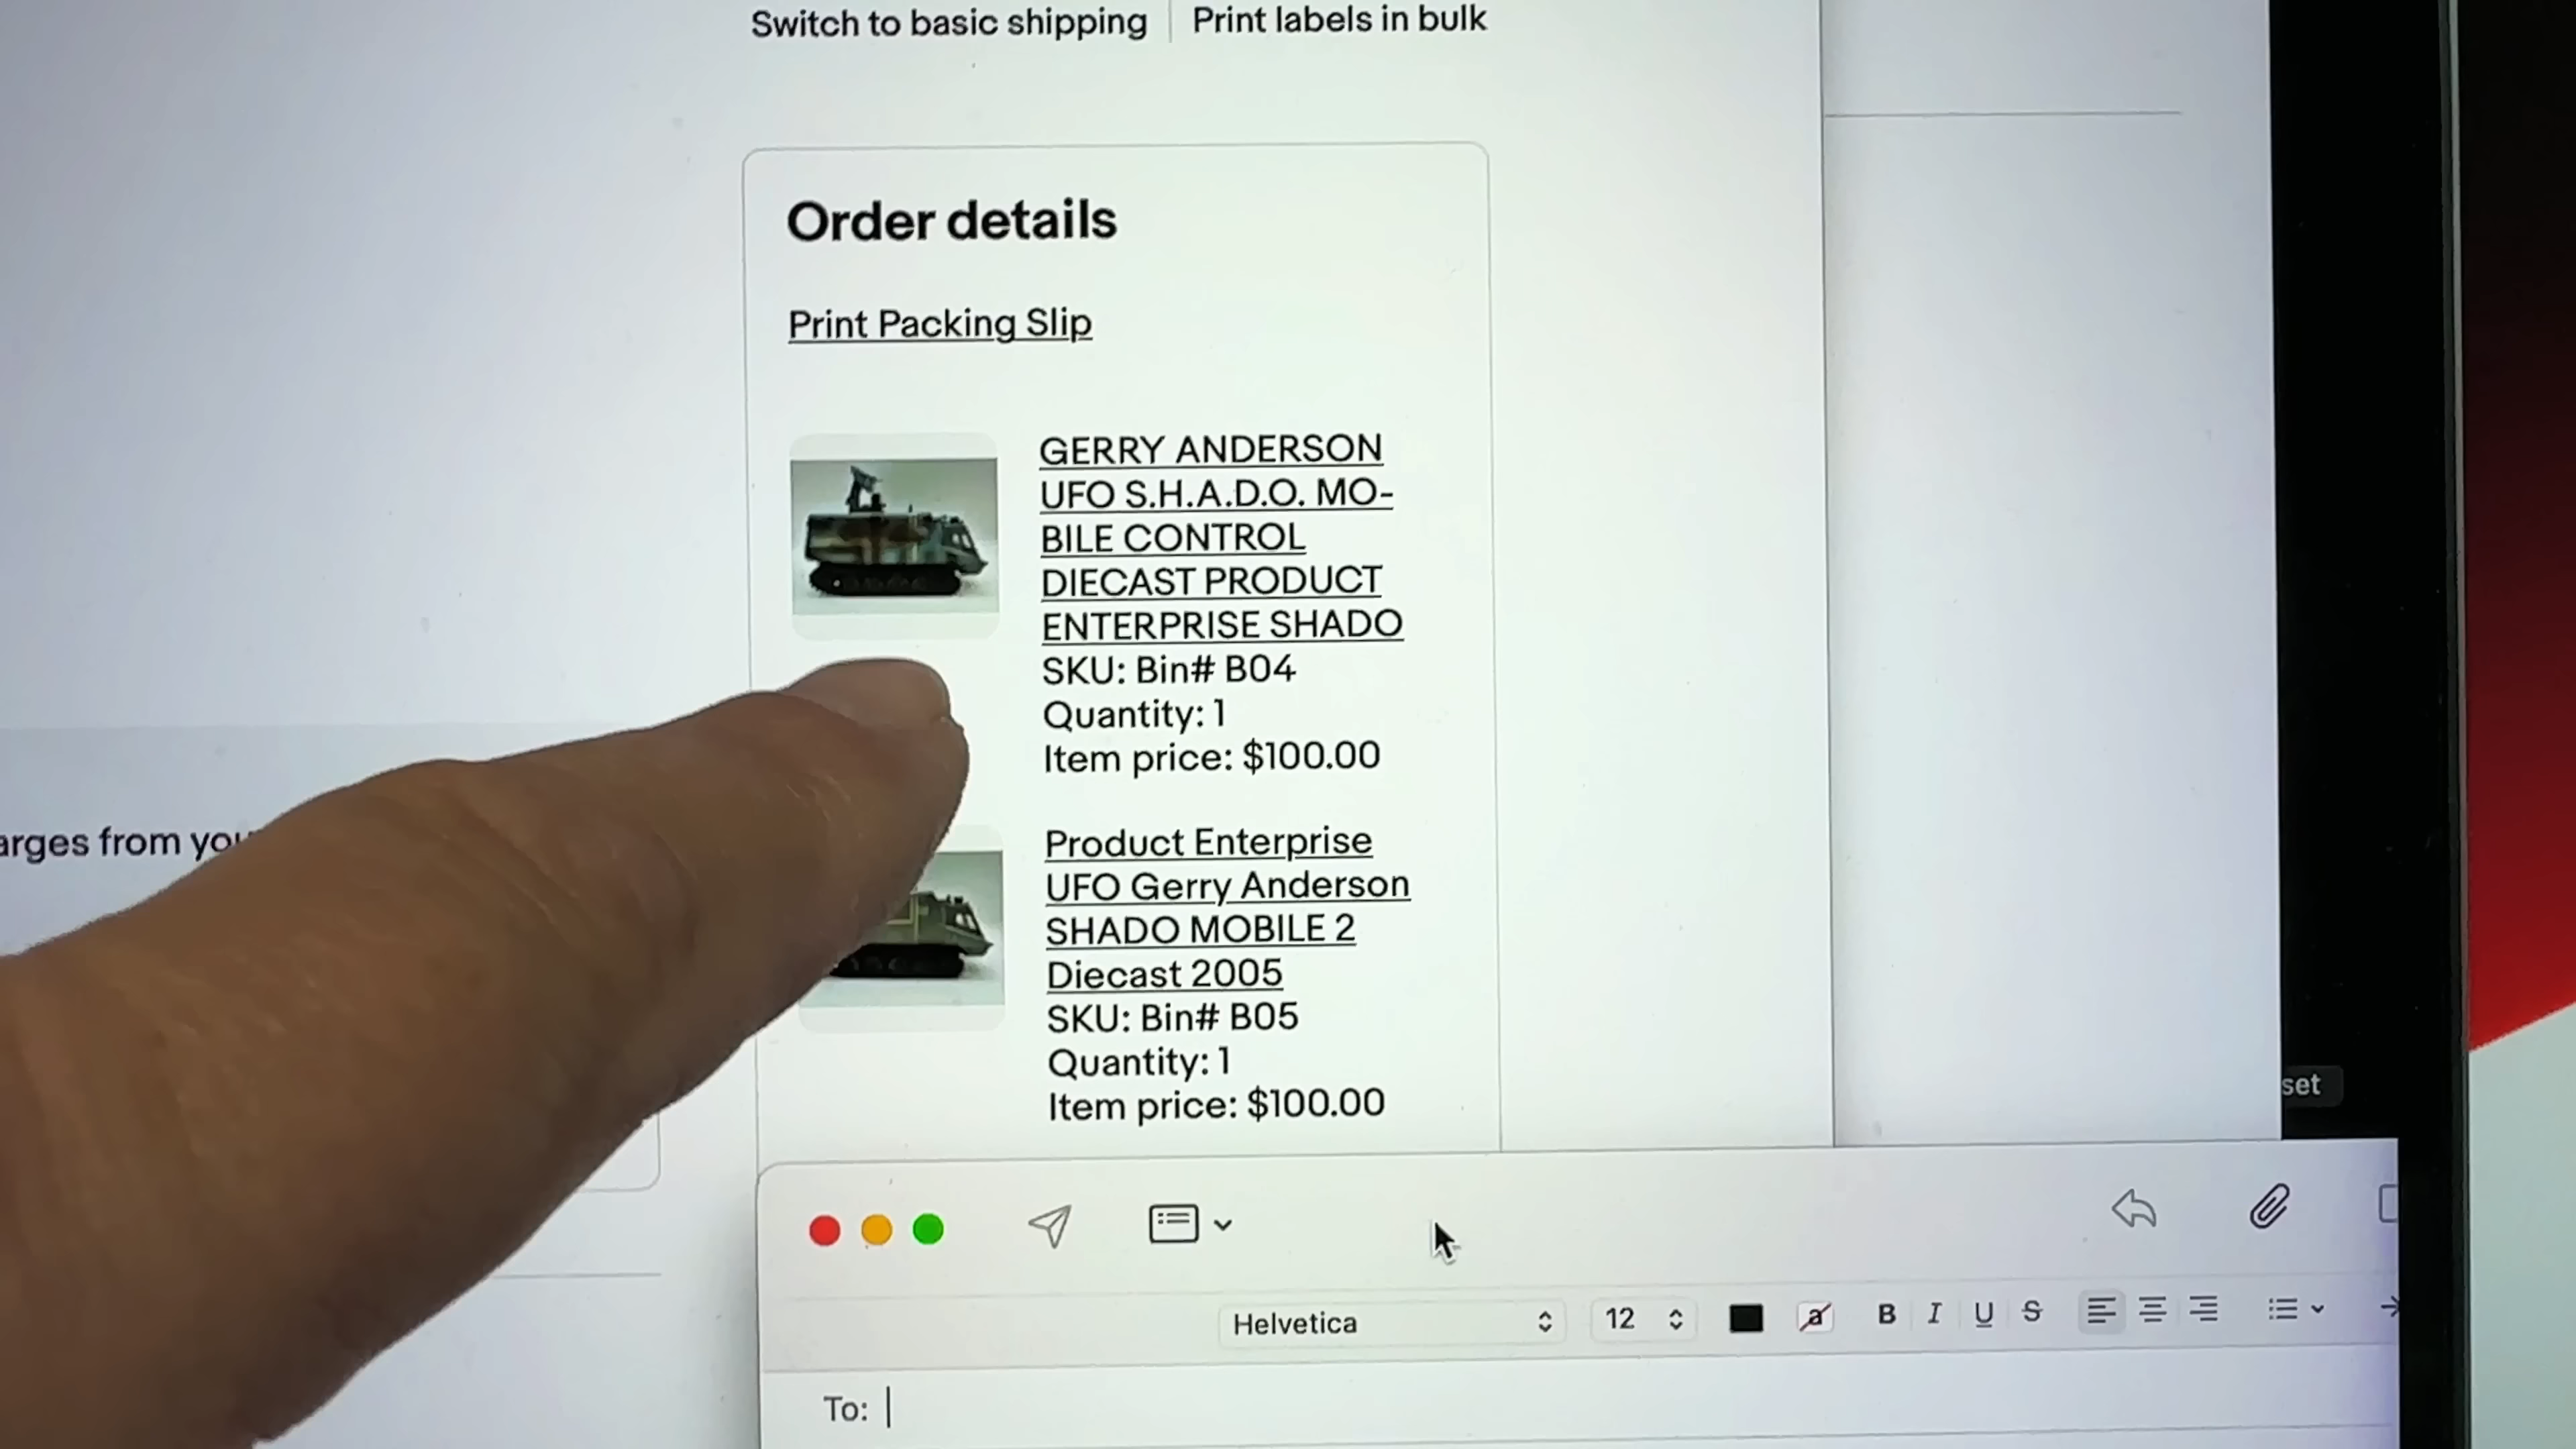 Switch to basic shipping
Print labels in bulk
Order details
Print Packing Slip
GERRY ANDERSON
UFO S.H.A.D.O. MO-
BILE CONTROL
DIECAST PRODUCT
ENTERPRISE SHADO
SKU: Bin# B04
Quantity: 1
Item price: $100.00
arges from you
Product Enterprise
UFO Gerry Anderson
SHADO MOBILE 2
Diecast 2005
SKU: Bin# B05
Quantity: 1
Item price: $100.00
set
Helvetica
12
a
B I U S
To: